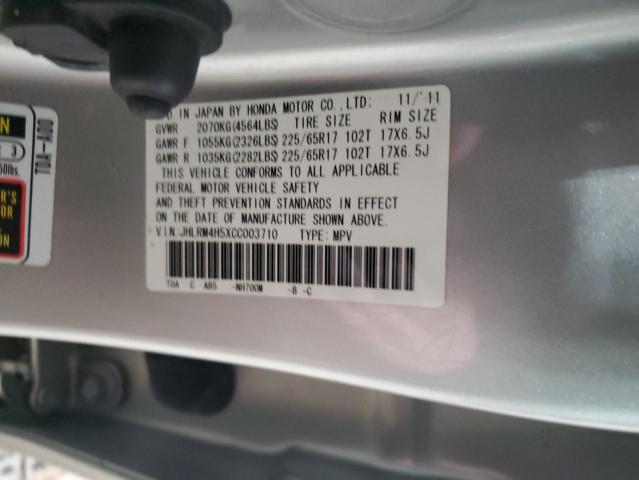 D IN JAPAN BY HONDA MOTOR CO.,LTD: 11/'11
GVWR 2070KG(4564LBS) TIRE SIZE RIM SIZE
GAWR F 1055KG(2326LBS) 225/65R17 102T 17X6.5J
GAWR R 1035KG(2282LBS) 225/65R17 102T 17X6.5J
THIS VEHICLE CONFORMS TO ALL APPLICABLE
FEDERAL MOTOR VEHICLE SAFETY
AND THEFT PREVENTION STANDARDS IN EFFECT
ON THE DATE OF MANUFACTURE SHOWN ABOVE.
V.I.N:JHLRM4H5XCC003710 TYPE:MPV
TDA C ABS -NH700M -B -C
TDA-A00